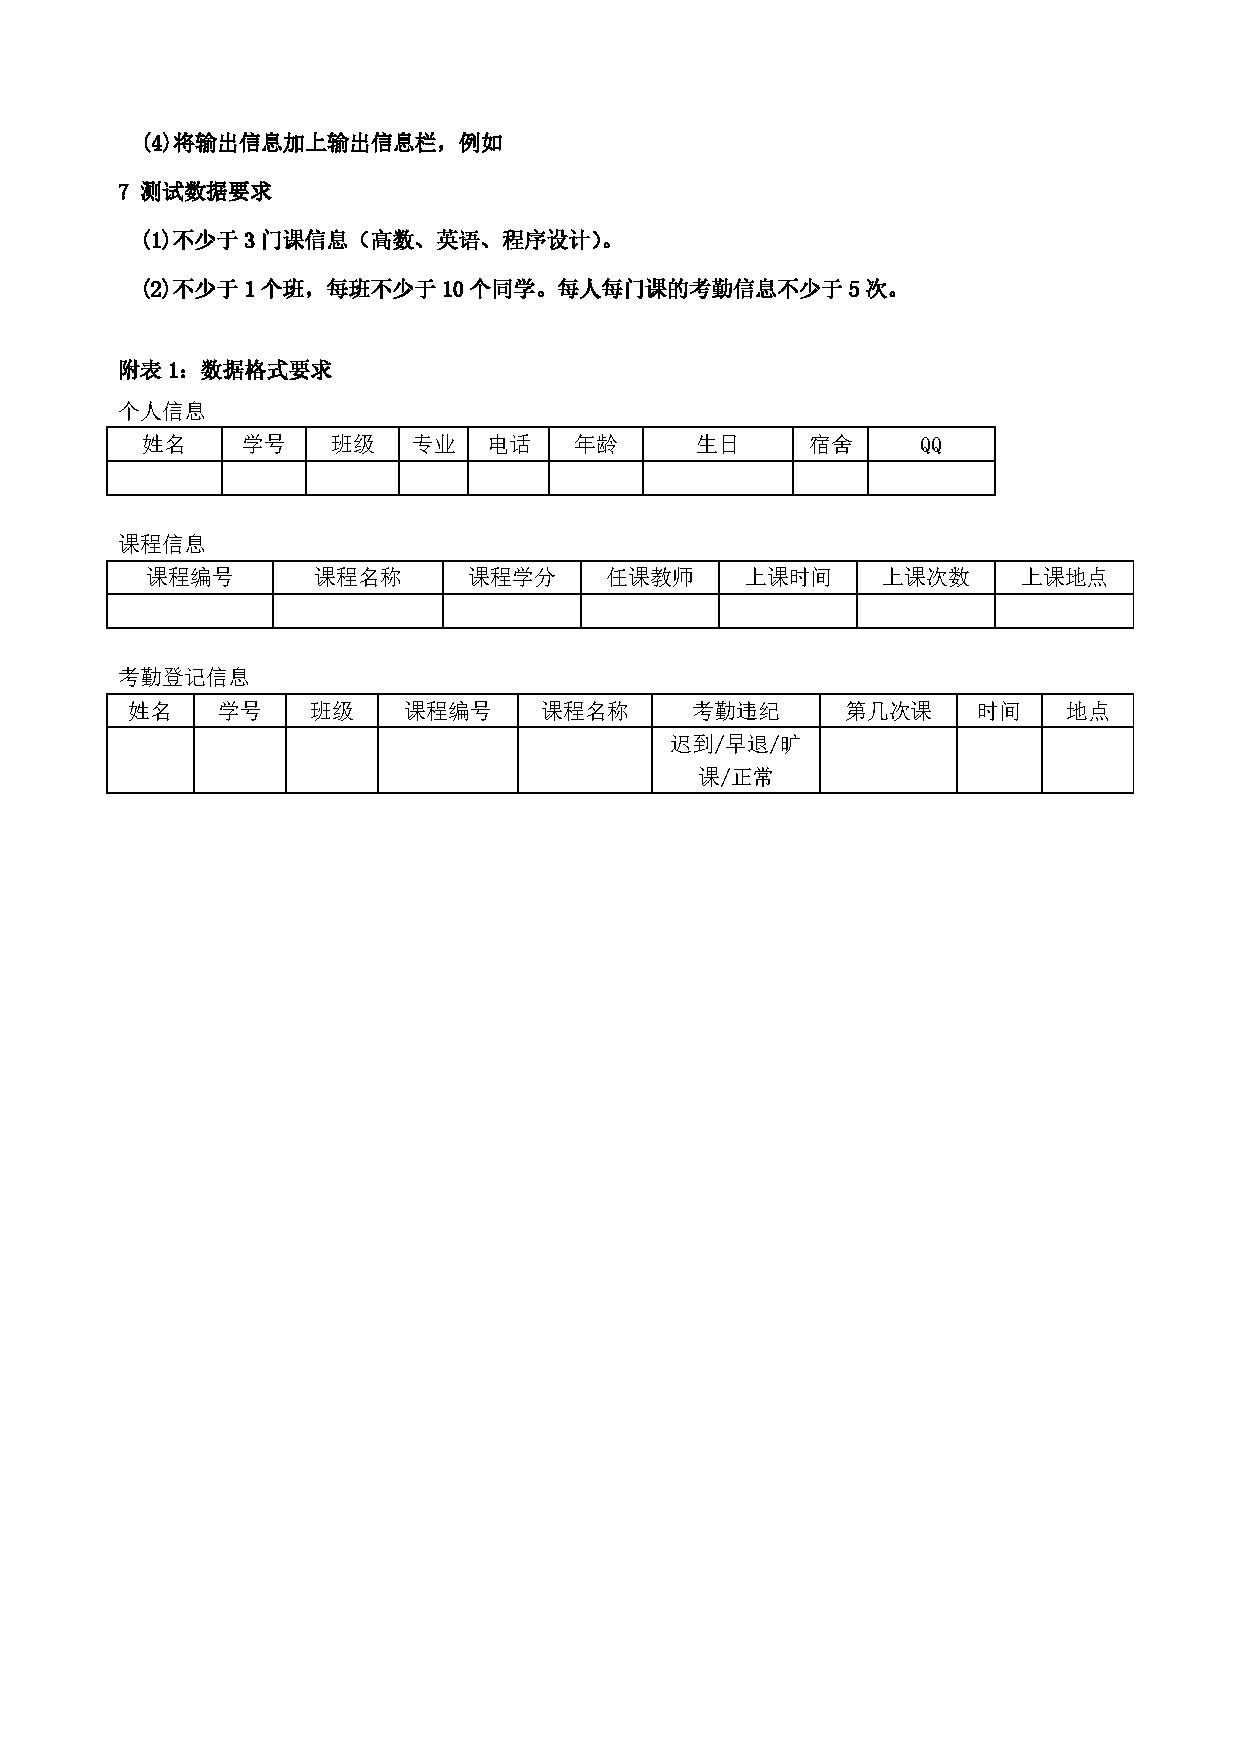 (4)将输出信息加上输出信息栏，例如
7 测试数据要求
(1)不少于 3 门课信息（高数、英语、程序设计）。
(2)不少于 1 个班，每班不少于 10 个同学。每人每门课的考勤信息不少于 5 次。
附表 1：数据格式要求
个人信息
姓名 学号 班级 专业 电话 年龄 生日 宿舍 QQ
课程信息
课程编号 课程名称 课程学分 任课教师 上课时间 上课次数 上课地点
考勤登记信息
姓名 学号 班级 课程编号 课程名称 考勤违纪 第几次课 时间 地点
迟到/早退/旷
课/正常